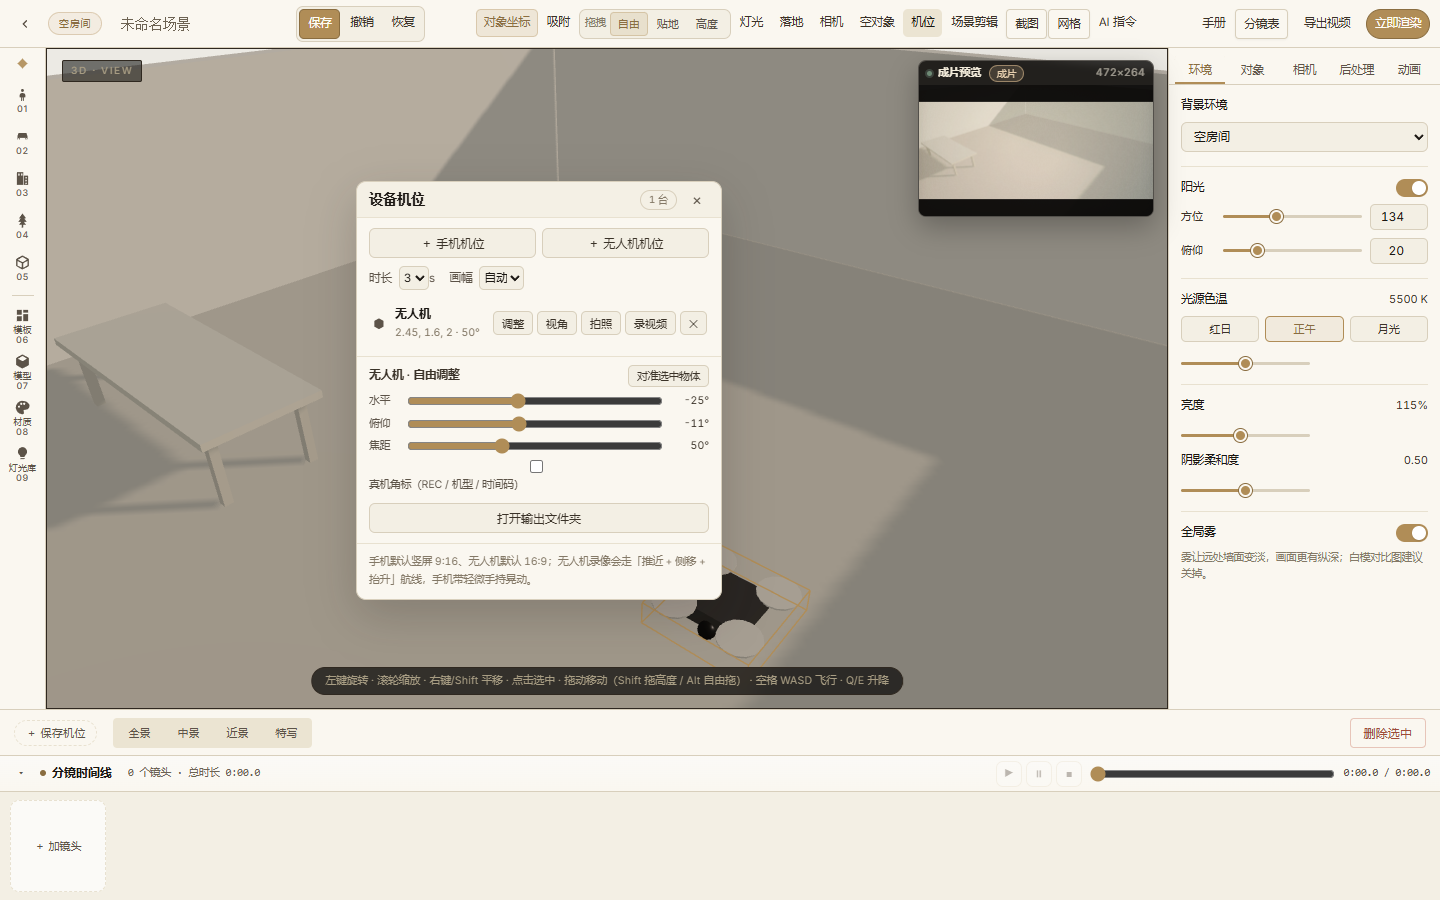 空房间 未命名场景 保存 撤销 恢复 对象坐标 吸附 拖拽 自由 贴地 高度 灯光 落地 相机 空对象 机位 场景剪辑 截图 网格 AI 指令 手册 分镜表 导出视频 立即渲染
3D · VIEW
01
02
03
04
05
模板
06
模型
07
材质
08
灯光库
09
成片预览 成片 472×264
设备机位 1 台 ×
+ 手机机位 + 无人机机位
时长 3 s 画幅 自动
无人机
2.45, 1.6, 2 · 50°
调整 视角 拍照 录视频 ×
无人机 · 自由调整 对准选中物体
水平 -25°
俯仰 -11°
焦距 50°
真机角标（REC / 机型 / 时间码）
打开输出文件夹
手机默认竖屏 9:16、无人机默认 16:9；无人机录像会走「推近 + 侧移 +
抬升」航线，手机带轻微手持晃动。
左键旋转 · 滚轮缩放 · 右键/Shift 平移 · 点击选中 · 拖动移动（Shift 拖高度 / Alt 自由拖） · 空格 WASD 飞行 · Q/E 升降
环境 对象 相机 后处理 动画
背景环境
空房间
阳光
方位 134
俯仰 20
光源色温 5500 K
红日 正午 月光
亮度 115%
阴影柔和度 0.50
全局雾
雾让远处墙面变淡，画面更有纵深；白模对比图建议
关掉。
+ 保存机位 全景 中景 近景 特写 删除选中
分镜时间线 0 个镜头 · 总时长 0:00.0 0:00.0 / 0:00.0
+ 加镜头